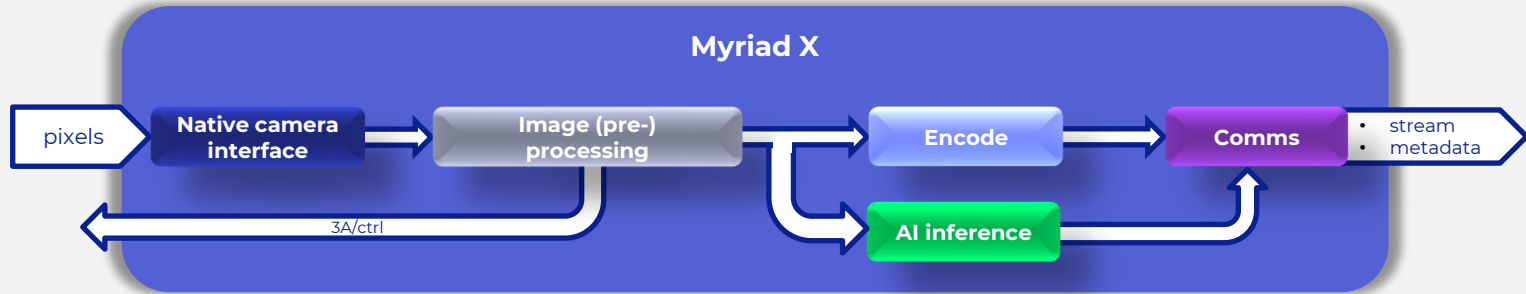 Myriad X
pixels
Native camera
interface
Image (pre-)
processing
Encode
Comms
• stream
• metadata
3A/ctrl
AI inference